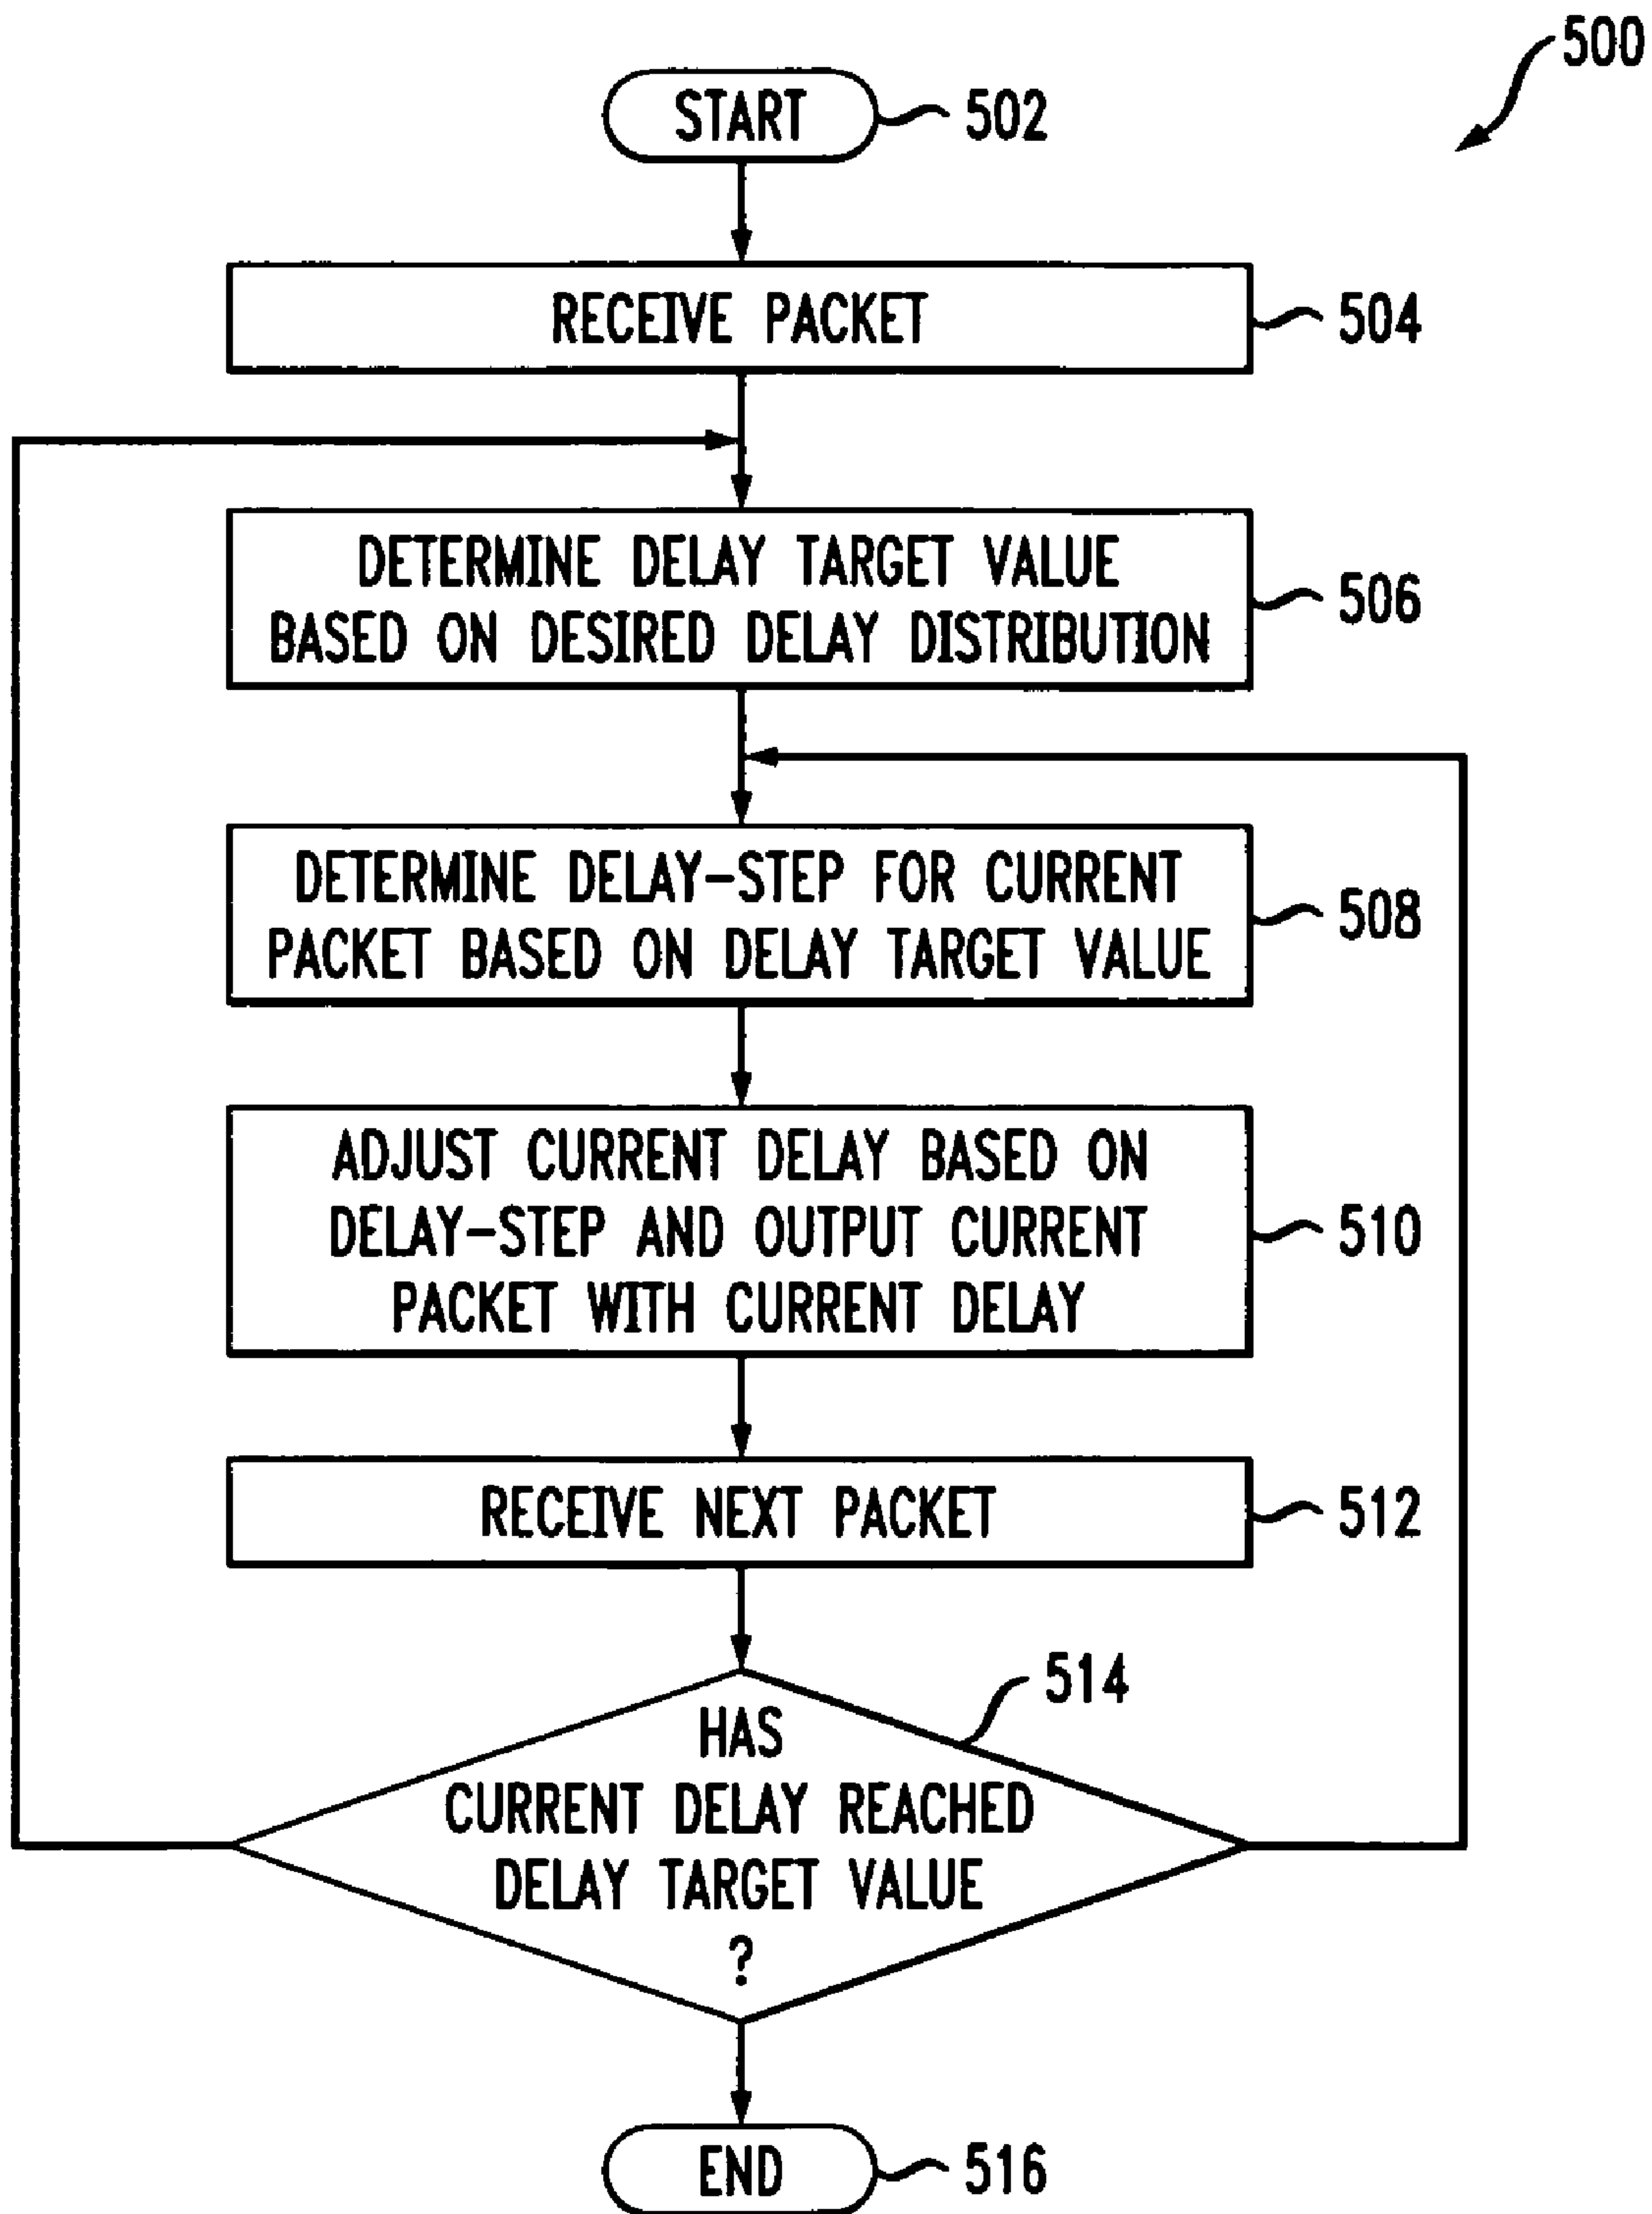 500
START
502
RECEIVE PACKET
504
DETERMINE DELAY TARGET VALUE
BASED ON DESIRED DELAY DISTRIBUTION
506
DETERMINE DELAY-STEP FOR CURRENT
PACKET BASED ON DELAY TARGET VALUE
508
ADJUST CURRENT DELAY BASED ON
DELAY-STEP AND OUTPUT CURRENT
PACKET WITH CURRENT DELAY
510
RECEIVE NEXT PACKET
512
514
HAS
CURRENT DELAY REACHED
DELAY TARGET VALUE
?
END
516